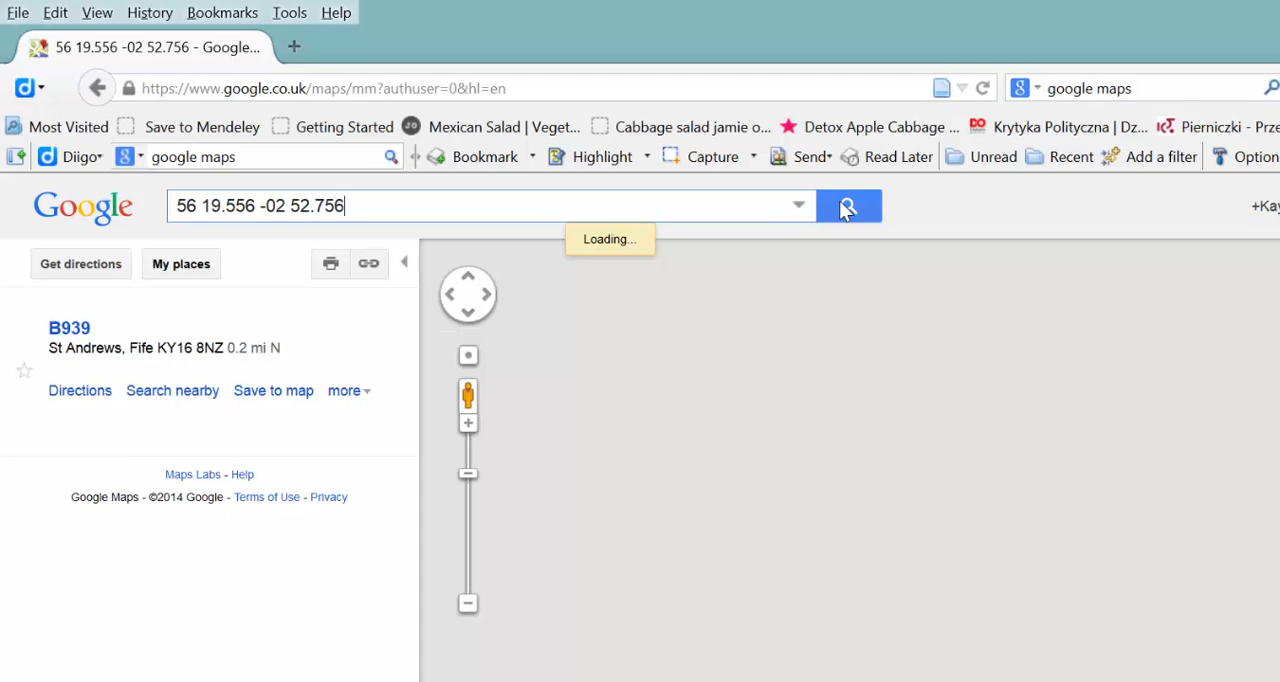 File Edit View History Bookmarks Tools Help
56 19.556 -02 52.756 - Google...
https://www.google.co.uk/maps/mm?authuser=0&hl=en google maps
Most Visited Save to Mendeley Getting Started Mexican Salad | Veget... Cabbage salad jamie o... Detox Apple Cabbage ... Krytyka Polityczna | Dz... Pierniczki - Prze
Diigo google maps Bookmark Highlight Capture Send Read Later Unread Recent Add a filter Option
Google 56 19.556 -02 52.756 +Kay
Loading...
Get directions My places
B939
St Andrews, Fife KY16 8NZ 0.2 mi N
Directions Search nearby Save to map more
Maps Labs - Help
Google Maps - ©2014 Google - Terms of Use - Privacy